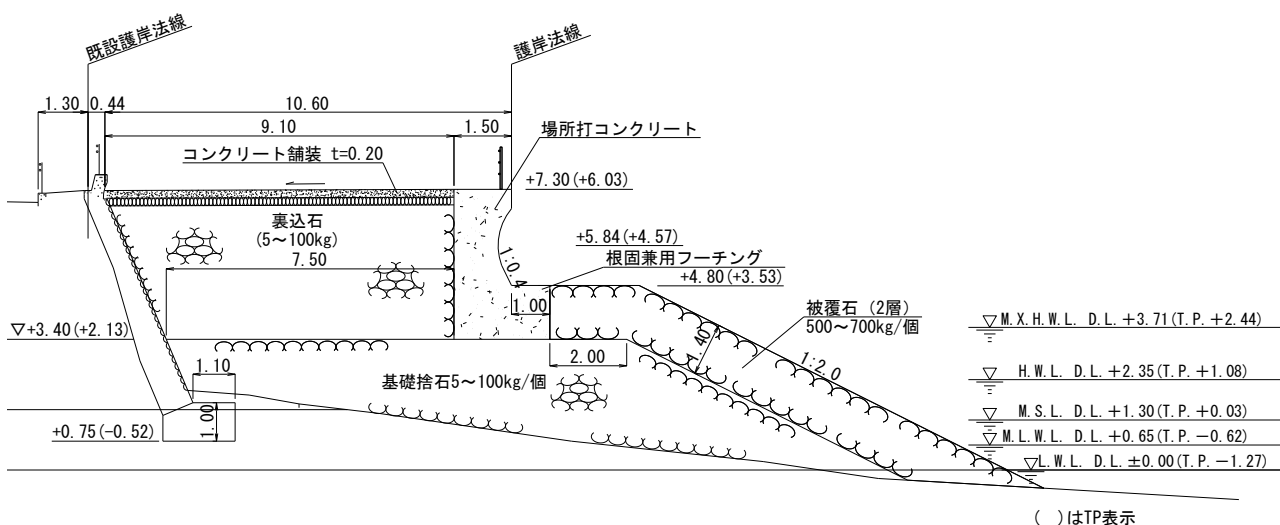 既設護岸法線
護岸法線
1.30
0.44
10.60
9.10
1.50
場所打コンクリート
コンクリート舗装 t=0.20
+7.30(+6.03)
裏込石
(5～100kg)
7.50
1:0.4
+5.84(+4.57)
根固兼用フーチング
+4.80(+3.53)
1.00
被覆石（2層）
500～700kg/個
▽+3.40(+2.13)
1.40
1:2.0
2.00
1.10
基礎捨石5～100kg/個
1.00
+0.75(-0.52)
▽ M.X.H.W.L. D.L.+3.71(T.P.+2.44)
▽ H.W.L. D.L.+2.35(T.P.+1.08)
▽ M.S.L. D.L.+1.30(T.P.+0.03)
▽ M.L.W.L. D.L.+0.65(T.P.-0.62)
▽ L.W.L. D.L.±0.00(T.P.-1.27)
（ ）はTP表示